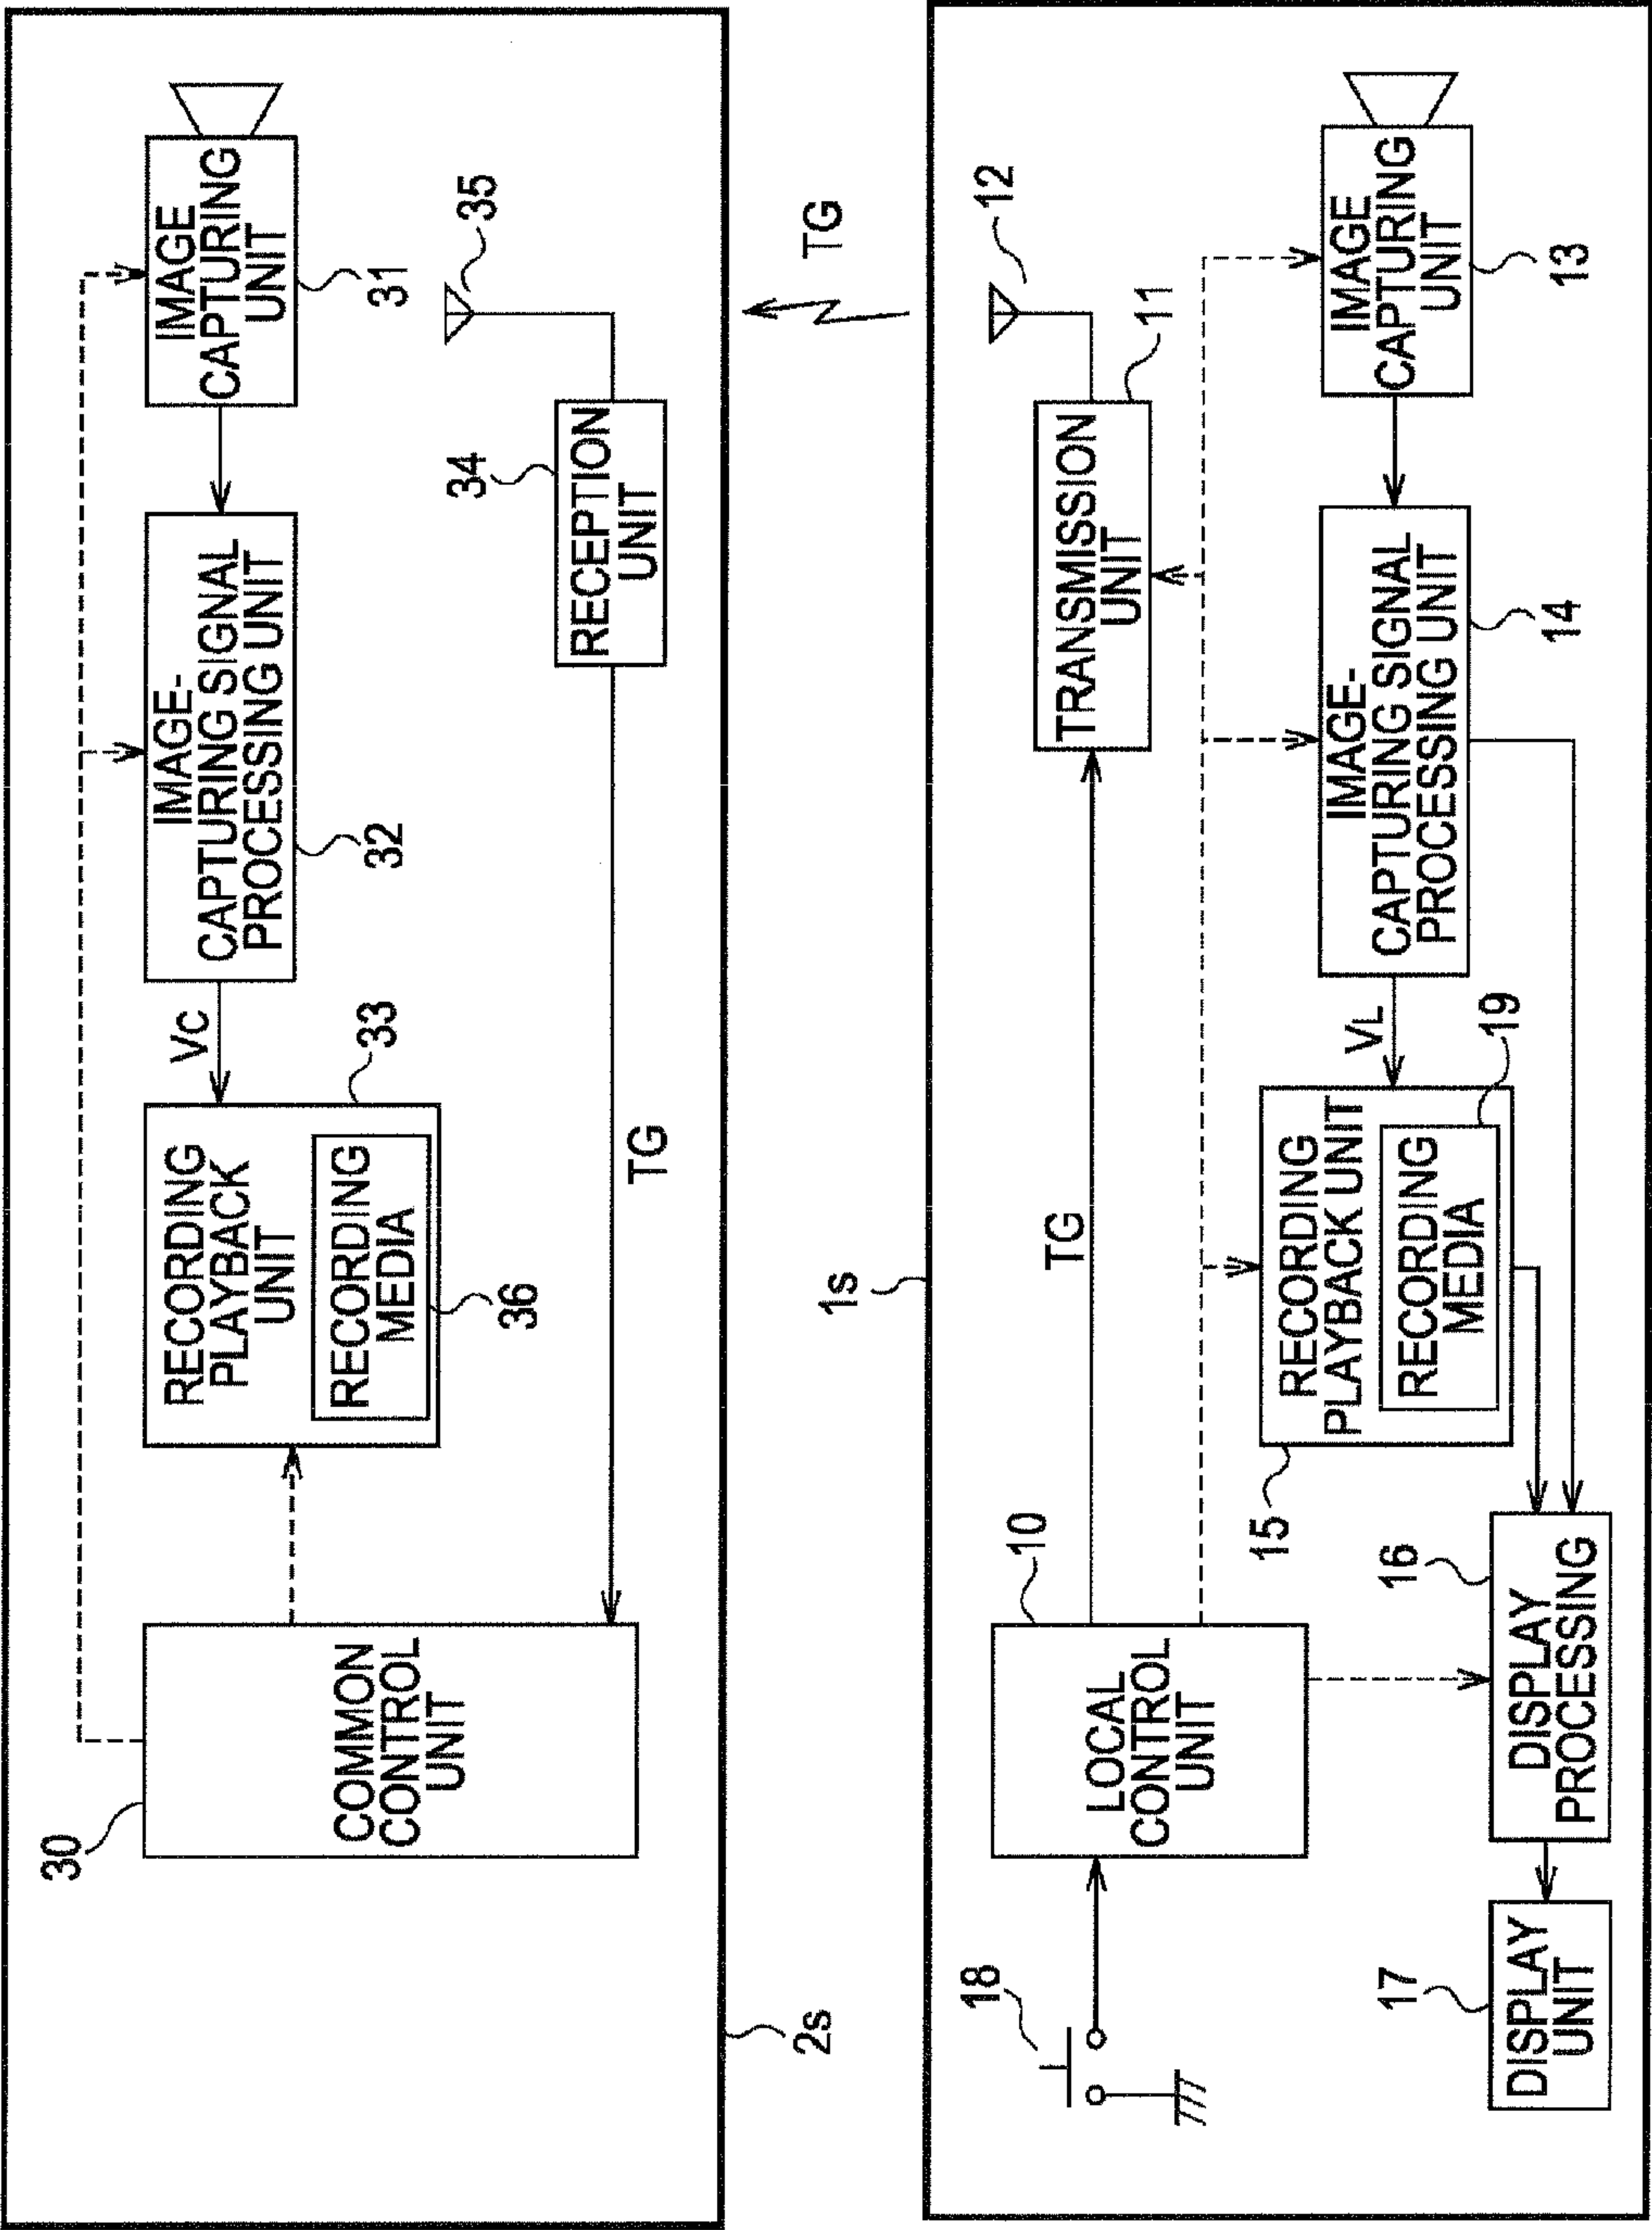 30
COMMON
CONTROL
UNIT
RECORDING
PLAYBACK
UNIT
RECORDING
MEDIA
33
36
VC
IMAGE-
CAPTURING SIGNAL
PROCESSING UNIT
32
IMAGE
CAPTURING
UNIT
31
35
34
RECEPTION
UNIT
TG
2s
TG
1s
18
10
LOCAL
CONTROL
UNIT
TG
TRANSMISSION
UNIT
11
12
15
RECORDING
PLAYBACK UNIT
RECORDING
MEDIA
19
VL
IMAGE-
CAPTURING SIGNAL
PROCESSING UNIT
14
IMAGE
CAPTURING
UNIT
13
16
DISPLAY
PROCESSING
17
DISPLAY
UNIT